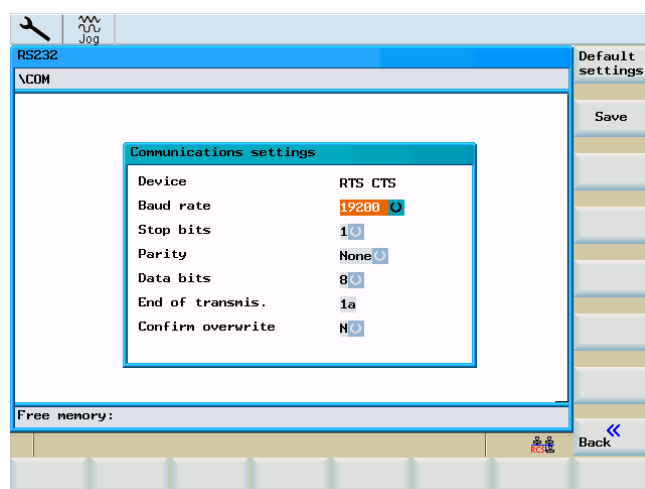 Jog
RS232
\COM
Default
settings
Save
Communications settings
Device RTS CTS
Baud rate 19200
Stop bits 1
Parity None
Data bits 8
End of transmis. 1a
Confirm overwrite N
Free memory:
RCS
Back